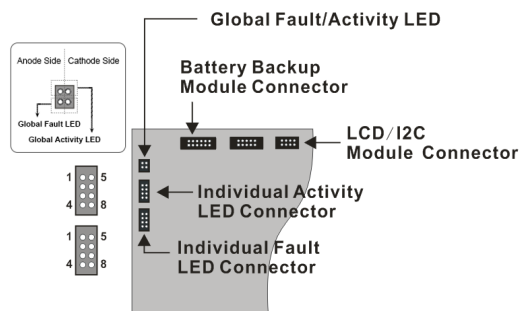 Global Fault/Activity LED
Anode Side Cathode Side
Global Fault LED
Global Activity LED
Battery Backup
Module Connector
LCD/I2C
Module Connector
1 5
4 8
Individual Activity
LED Connector
1 5
4 8
Individual Fault
LED Connector